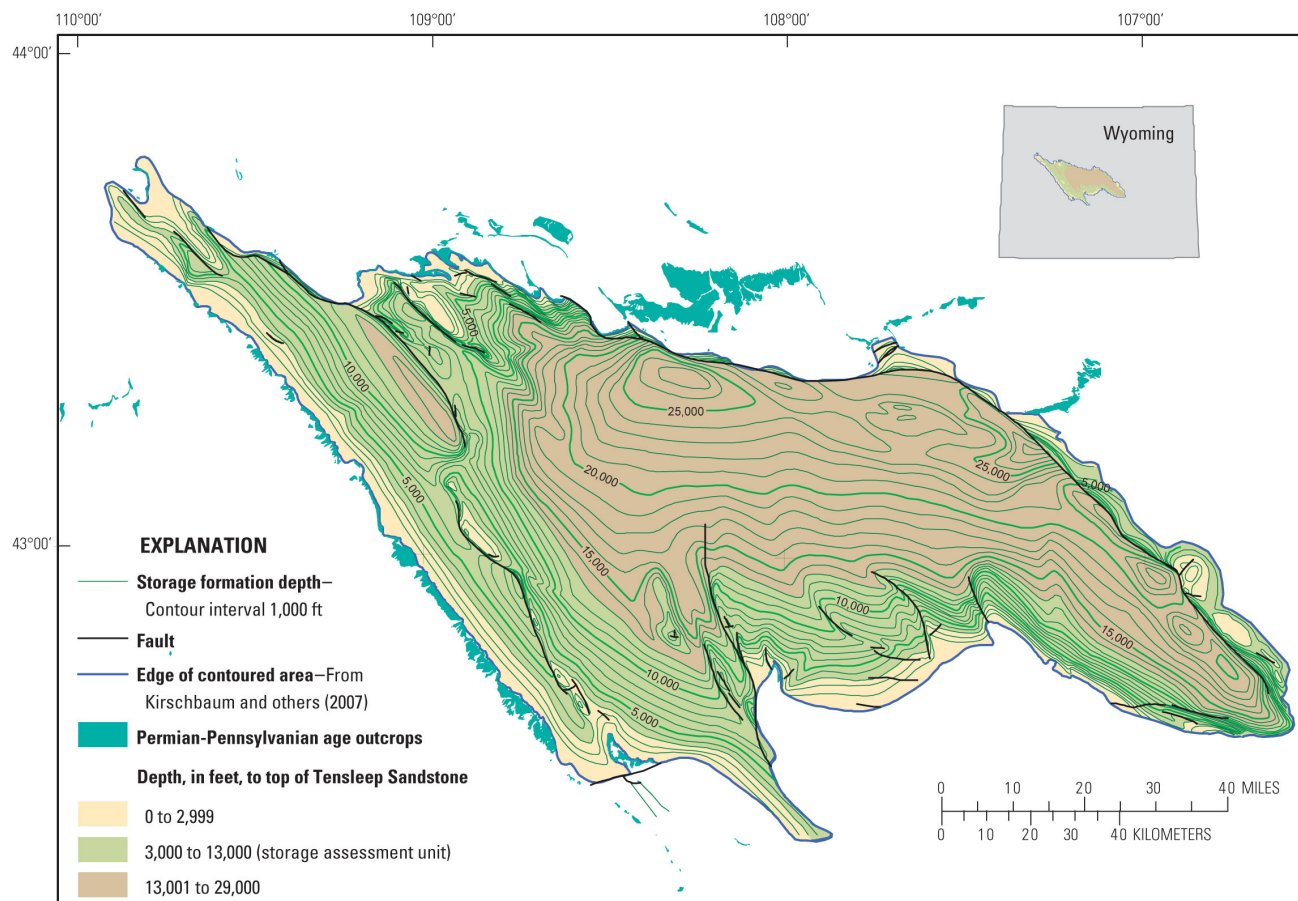 110°00'
109°00'
108°00'
107°00'
44°00'
43°00'
Wyoming
5,000
10,000
25,000
20,000
25,000
5,000
5,000
15,000
10,000
15,000
10,000
5,000
EXPLANATION
Storage formation depth–
Contour interval 1,000 ft
Fault
Edge of contoured area–From
Kirschbaum and others (2007)
Permian-Pennsylvanian age outcrops
Depth, in feet, to top of Tensleep Sandstone
0 to 2,999
3,000 to 13,000 (storage assessment unit)
13,001 to 29,000
0 10 20 30 40 MILES
0 10 20 30 40 KILOMETERS